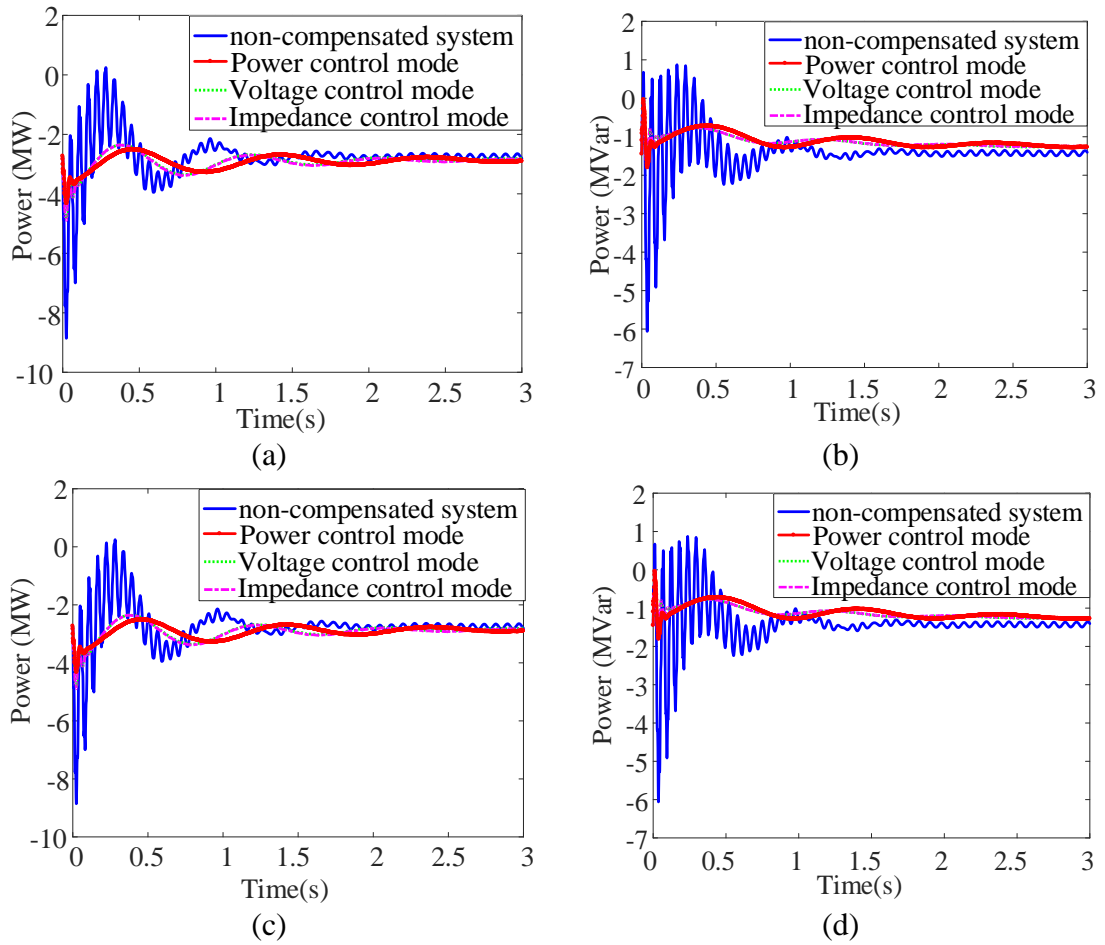 2
0
-2
-4
-6
-8
-10
Power (MW)
non-compensated system
Power control mode
Voltage control mode
Impedance control mode
0 0.5 1 1.5 2 2.5 3
Time(s)
(a)
2
1
0
-1
-2
-3
-4
-5
-6
-7
Power (MVar)
non-compensated system
Power control mode
Voltage control mode
Impedance control mode
0 0.5 1 1.5 2 2.5 3
Time(s)
(b)
2
0
-2
-4
-6
-8
-10
Power (MW)
non-compensated system
Power control mode
Voltage control mode
Impedance control mode
0 0.5 1 1.5 2 2.5 3
Time(s)
(c)
2
1
0
-1
-2
-1
-4
-1
-6
-7
Power (MVar)
non-compensated system
Power control mode
Voltage control mode
Impedance control mode
0 0.5 1 1.5 2 2.5 3
Time(s)
(d)